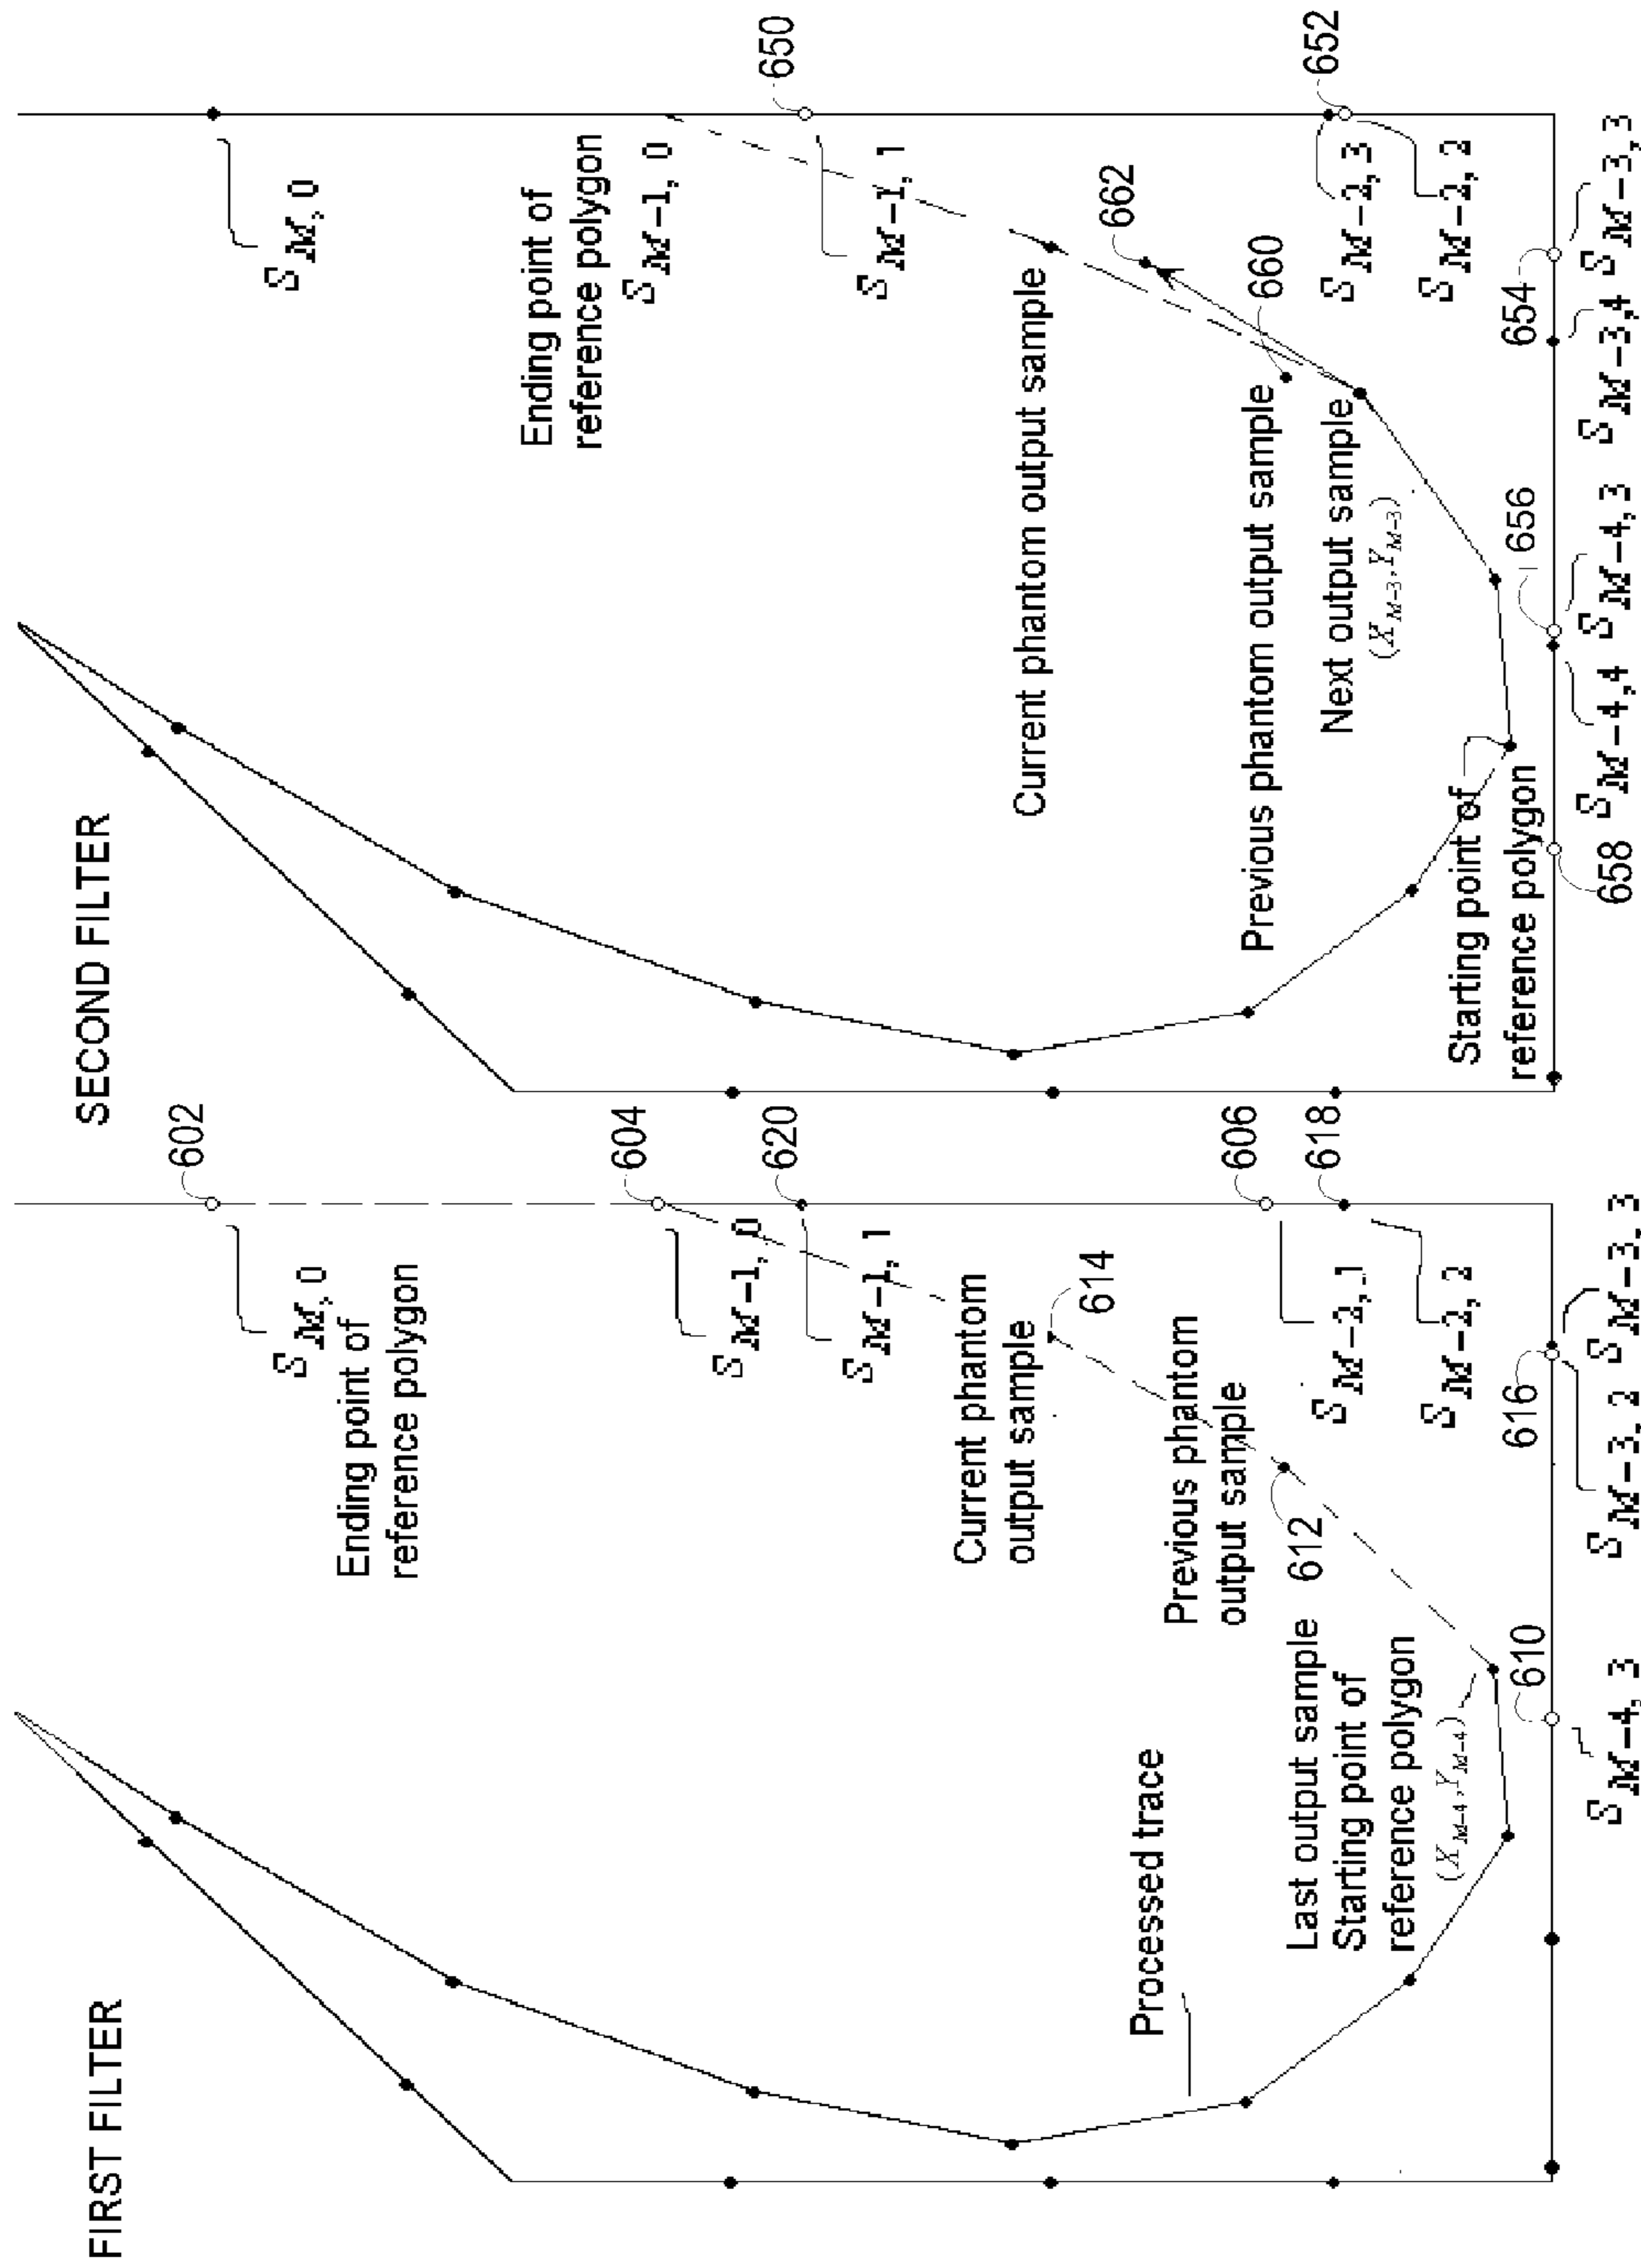 FIRST FILTER
602
S M, 0
Ending point of
reference polygon
604
S M-1, 0
620
S M-1, 1
Current phantom
output sample
614
Previous phantom
output sample
612
606
618
S M-2, 1
S M-2, 2
Processed trace
Last output sample
Starting point of
reference polygon
(X M-4, Y M-4)
610
616
S M-4, 3
S M-3, 2
S M-3, 3
SECOND FILTER
S M, 0
650
Ending point of
reference polygon
S M-1, 0
S M-1, 1
Current phantom output sample
662
660
Previous phantom output sample
652
Next output sample
(X M-3, Y M-3)
S M-2, 3
S M-2, 2
Starting point of
reference polygon
658
656
654
S M-4, 4
S M-4, 3
S M-3, 4
S M-3, 3